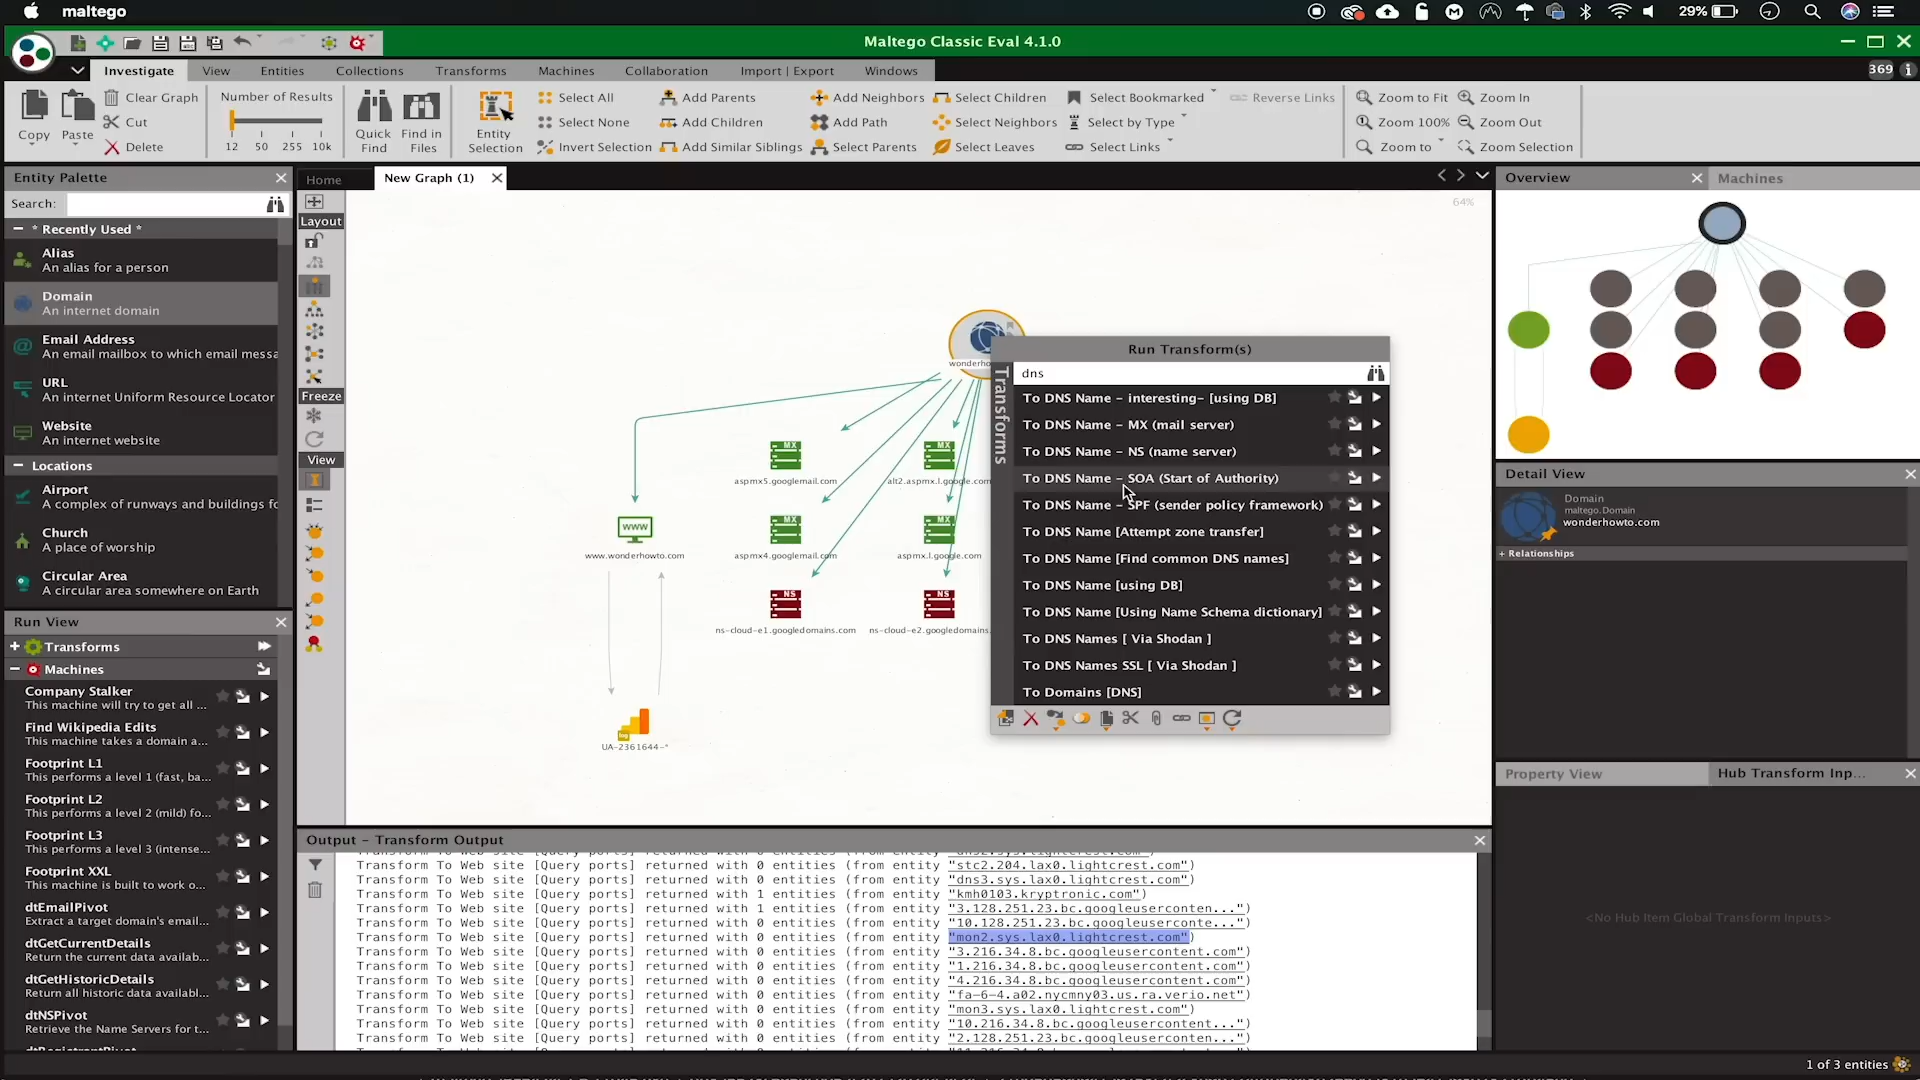 maltego
29%
Maltego Classic Eval 4.1.0
Investigate View Entities Collections Transforms Machines Collaboration Import | Export Windows
369
Copy
Paste
Clear Graph
Cut
Delete
Number of Results
12 50 255 10k
Quick Find
Find in Files
Entity Selection
Select All
Select None
Invert Selection
Add Parents
Add Children
Add Similar Siblings
Add Neighbors
Add Path
Select Parents
Select Children
Select Neighbors
Select Leaves
Select Bookmarked
Select by Type
Select Links
Reverse Links
Zoom to Fit
Zoom 100%
Zoom to
Zoom In
Zoom Out
Zoom Selection
Entity Palette
Search:
* Recently Used *
Alias
An alias for a person
Domain
An internet domain
Email Address
An email mailbox to which email messa
URL
An internet Uniform Resource Locator
Website
An internet website
Locations
Airport
A complex of runways and buildings fo
Church
A place of worship
Circular Area
A circular area somewhere on Earth
Run View
Transforms
Machines
Company Stalker
This machine will try to get all ...
Find Wikipedia Edits
This machine takes a domain a...
Footprint L1
This performs a level 1 (fast, ba...
Footprint L2
This performs a level 2 (mild) fo...
Footprint L3
This performs a level 3 (intense...
Footprint XXL
This machine is built to work o...
dtEmailPivot
Extract a target domain's email...
dtGetCurrentDetails
Return the current data availab...
dtGetHistoricDetails
Return all historic data availabl...
dtNSPivot
Retrieve the Name Servers for t...
dtRegistrantPivot
Home
New Graph (1)
Layout
Freeze
View
64%
wonderho
MX
aspmx5.googlemail.com
MX
alt2.aspmx.l.google.com
WWW
www.wonderhowto.com
MX
aspmx4.googlemail.com
MX
aspmx.l.google.com
NS
ns-cloud-e1.googledomains.com
NS
ns-cloud-e2.googledomains.
UA-2361644-*
Run Transform(s)
Transforms
dns
To DNS Name - interesting- [using DB]
To DNS Name - MX (mail server)
To DNS Name - NS (name server)
To DNS Name - SOA (Start of Authority)
To DNS Name - SPF (sender policy framework)
To DNS Name [Attempt zone transfer]
To DNS Name [Find common DNS names]
To DNS Name [using DB]
To DNS Name [Using Name Schema dictionary]
To DNS Names [ Via Shodan ]
To DNS Names SSL [ Via Shodan ]
To Domains [DNS]
Output - Transform Output
Transform To Web site [Query ports] returned with 0 entities (from entity "stc2.204.lax0.lightcrest.com")
Transform To Web site [Query ports] returned with 0 entities (from entity "dns3.sys.lax0.lightcrest.com")
Transform To Web site [Query ports] returned with 1 entities (from entity "kmh0103.kryptronic.com")
Transform To Web site [Query ports] returned with 1 entities (from entity "3.128.251.23.bc.googleuserconten...")
Transform To Web site [Query ports] returned with 0 entities (from entity "10.128.251.23.bc.googleuserconte...")
Transform To Web site [Query ports] returned with 0 entities (from entity "mon2.sys.lax0.lightcrest.com")
Transform To Web site [Query ports] returned with 0 entities (from entity "3.216.34.8.bc.googleusercontent.com")
Transform To Web site [Query ports] returned with 0 entities (from entity "1.216.34.8.bc.googleusercontent.com")
Transform To Web site [Query ports] returned with 0 entities (from entity "4.216.34.8.bc.googleusercontent.com")
Transform To Web site [Query ports] returned with 0 entities (from entity "fa-6-4.a02.nycmny03.us.ra.verio.net")
Transform To Web site [Query ports] returned with 0 entities (from entity "mon3.sys.lax0.lightcrest.com")
Transform To Web site [Query ports] returned with 0 entities (from entity "10.216.34.8.bc.googleusercontent...")
Transform To Web site [Query ports] returned with 0 entities (from entity "2.128.251.23.bc.googleuserconten...")
Overview
Machines
Detail View
Domain
maltego.Domain
wonderhowto.com
+ Relationships
Property View
Hub Transform Inp...
<No Hub Item Global Transform Inputs>
1 of 3 entities